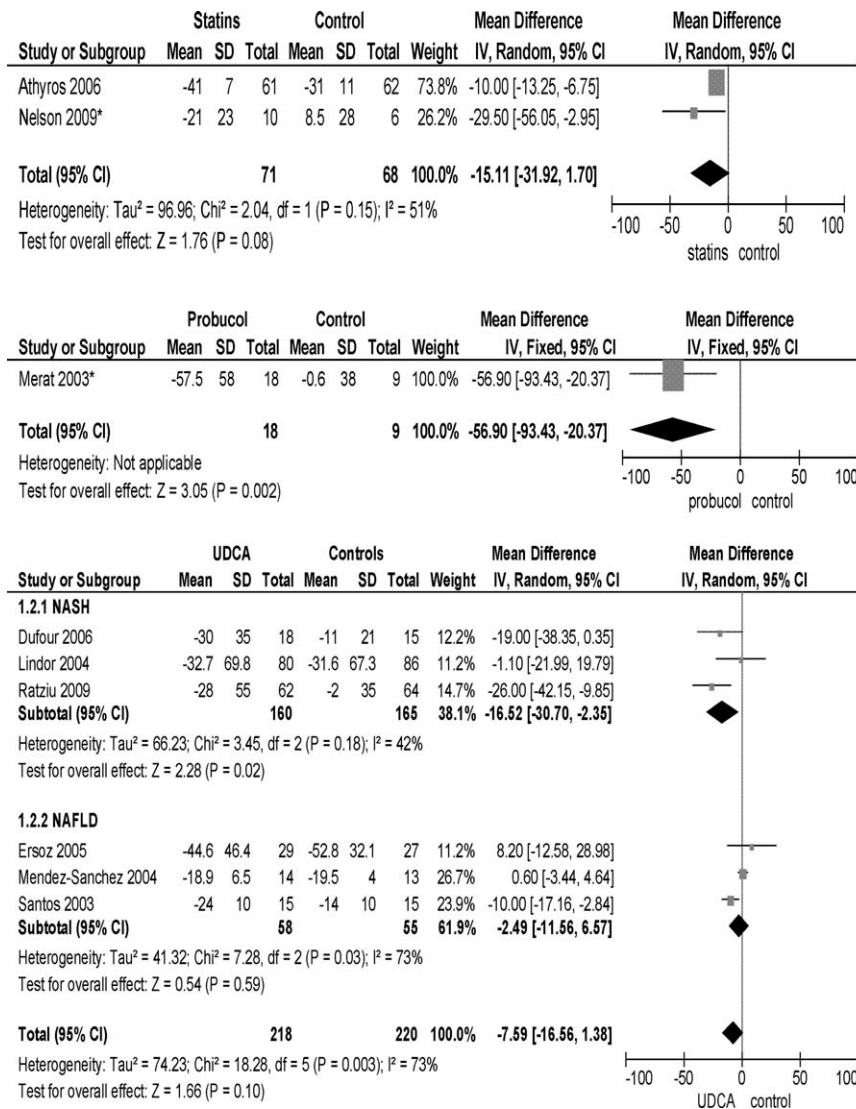 Statins Control Mean Difference Mean Difference
Study or Subgroup Mean SD Total Mean SD Total Weight IV, Random, 95% CI IV, Random, 95% CI
Athyros 2006 -41 7 61 -31 11 62 73.8% -10.00 [-13.25, -6.75]
Nelson 2009* -21 23 10 8.5 28 6 26.2% -29.50 [-56.05, -2.95]
Total (95% CI) 71 68 100.0% -15.11 [-31.92, 1.70]
Heterogeneity: Tau² = 96.96; Chi² = 2.04, df = 1 (P = 0.15); I² = 51%
Test for overall effect: Z = 1.76 (P = 0.08)
-100 -50 0 50 100
statins control
Probucol Control Mean Difference Mean Difference
Study or Subgroup Mean SD Total Mean SD Total Weight IV, Fixed, 95% CI IV, Fixed, 95% CI
Merat 2003* -57.5 58 18 -0.6 38 9 100.0% -56.90 [-93.43, -20.37]
Total (95% CI) 18 9 100.0% -56.90 [-93.43, -20.37]
Heterogeneity: Not applicable
Test for overall effect: Z = 3.05 (P = 0.002)
-100 -50 0 50 100
probucol control
UDCA Controls Mean Difference Mean Difference
Study or Subgroup Mean SD Total Mean SD Total Weight IV, Random, 95% CI IV, Random, 95% CI
1.2.1 NASH
Dufour 2006 -30 35 18 -11 21 15 12.2% -19.00 [-38.35, 0.35]
Lindor 2004 -32.7 69.8 80 -31.6 67.3 86 11.2% -1.10 [-21.99, 19.79]
Ratziu 2009 -28 55 62 -2 35 64 14.7% -26.00 [-42.15, -9.85]
Subtotal (95% CI) 160 165 38.1% -16.52 [-30.70, -2.35]
Heterogeneity: Tau² = 66.23; Chi² = 3.45, df = 2 (P = 0.18); I² = 42%
Test for overall effect: Z = 2.28 (P = 0.02)
1.2.2 NAFLD
Ersoz 2005 -44.6 46.4 29 -52.8 32.1 27 11.2% 8.20 [-12.58, 28.98]
Mendez-Sanchez 2004 -18.9 6.5 14 -19.5 4 13 26.7% 0.60 [-3.44, 4.64]
Santos 2003 -24 10 15 -14 10 15 23.9% -10.00 [-17.16, -2.84]
Subtotal (95% CI) 58 55 61.9% -2.49 [-11.56, 6.57]
Heterogeneity: Tau² = 41.32; Chi² = 7.28, df = 2 (P = 0.03); I² = 73%
Test for overall effect: Z = 0.54 (P = 0.59)
Total (95% CI) 218 220 100.0% -7.59 [-16.56, 1.38]
Heterogeneity: Tau² = 74.23; Chi² = 18.28, df = 5 (P = 0.003); I² = 73%
Test for overall effect: Z = 1.66 (P = 0.10)
-100 -50 0 50 100
UDCA control